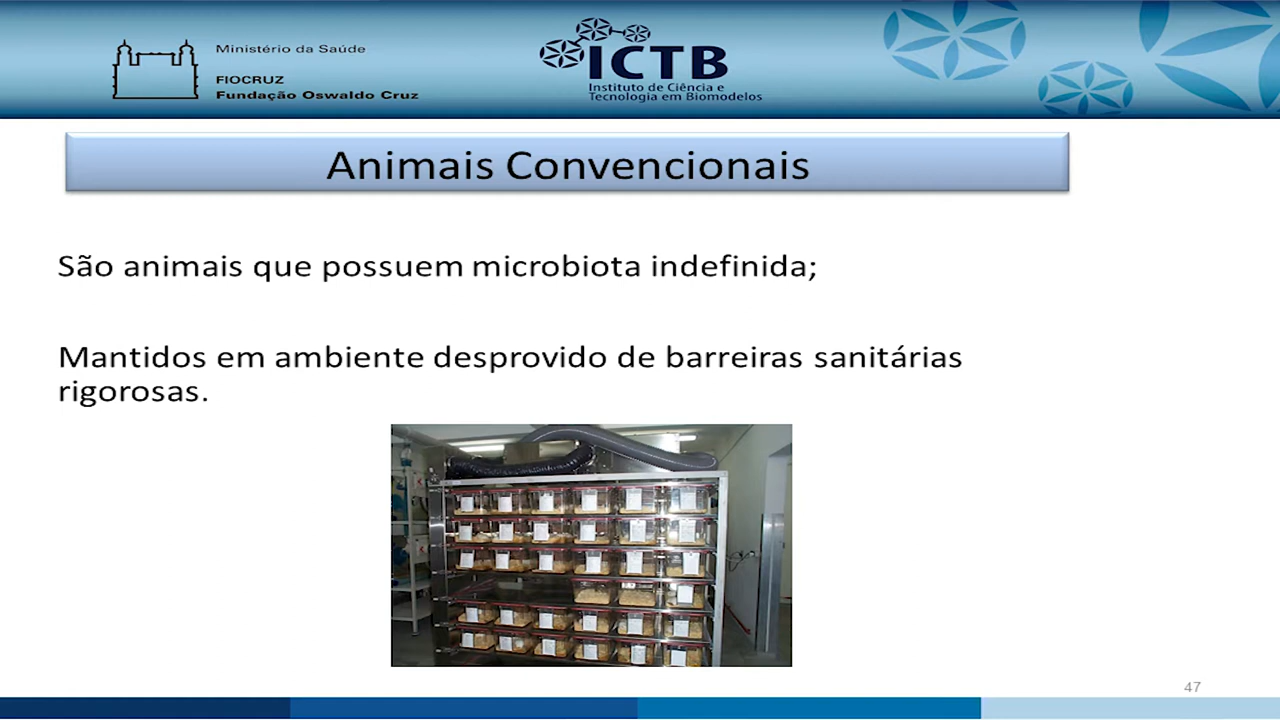 Ministério da Saúde
FIOCRUZ
Fundação Oswaldo Cruz
ICTB
Instituto de Ciência e
Tecnologia em Biomodelos
Animais Convencionais
São animais que possuem microbiota indefinida;
Mantidos em ambiente desprovido de barreiras sanitárias
rigorosas.
47